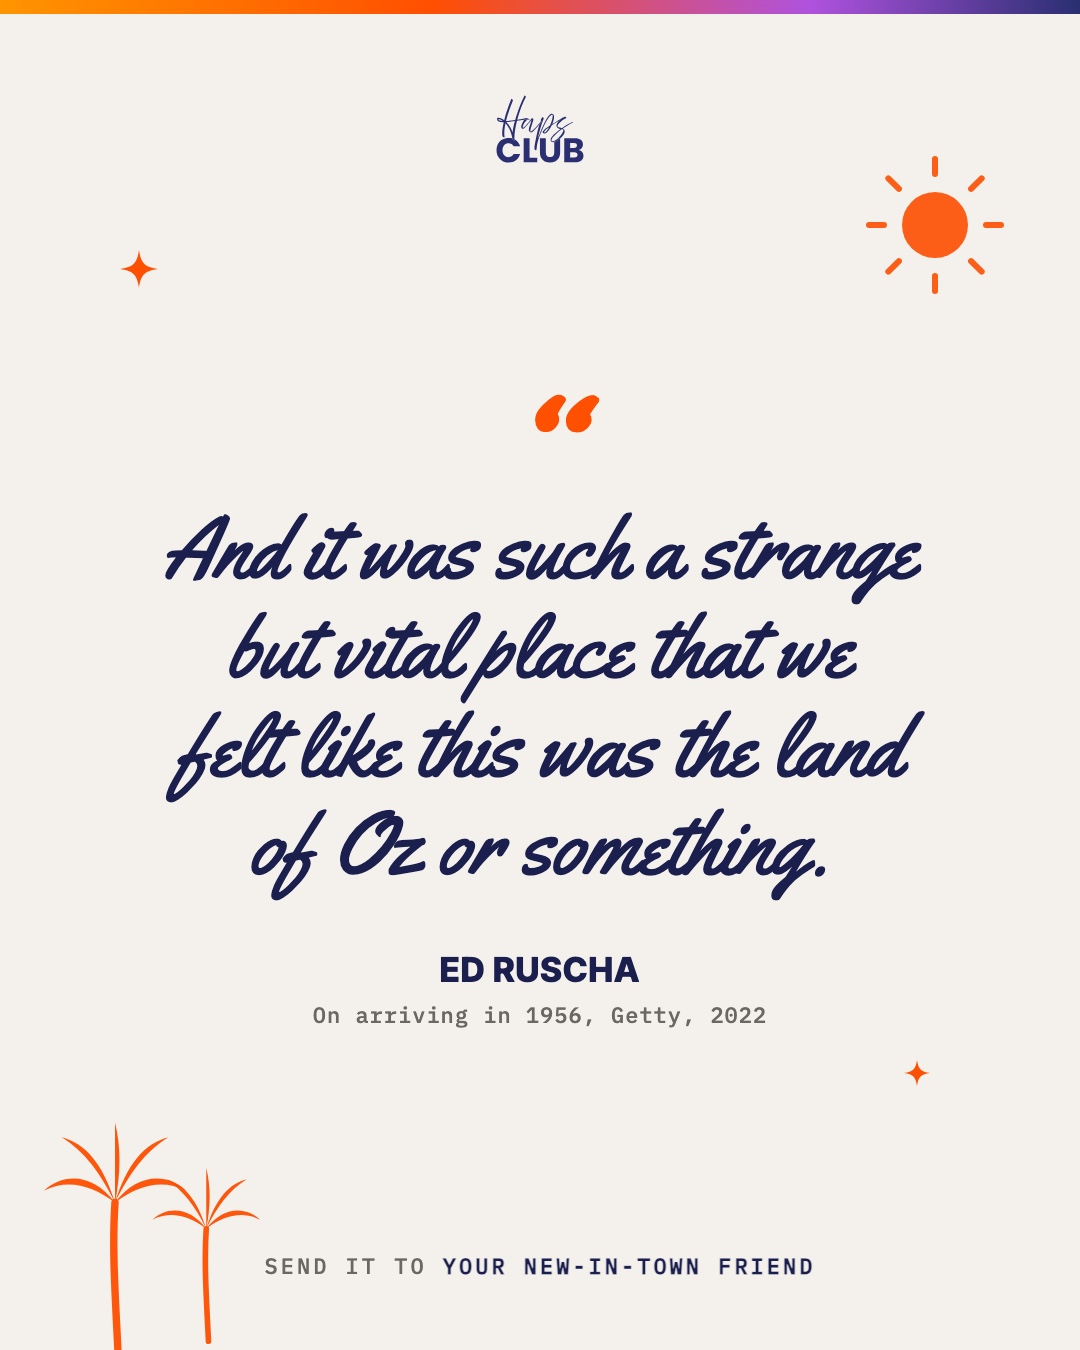 Haps
CLUB
“
And it was such a strange
but vital place that we
felt like this was the land
of Oz or something.
ED RUSCHA
On arriving in 1956, Getty, 2022
SEND IT TO YOUR NEW-IN-TOWN FRIEND